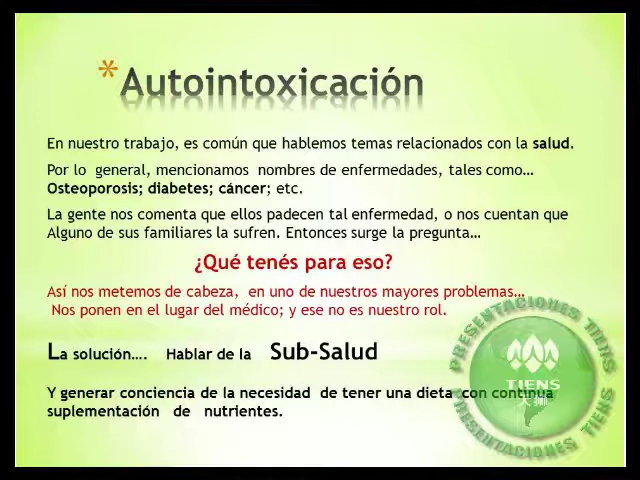 *Autointoxicación
En nuestro trabajo, es común que hablemos temas relacionados con la salud.
Por lo general, mencionamos nombres de enfermedades, tales como…
Osteoporosis; diabetes; cáncer; etc.
La gente nos comenta que ellos padecen tal enfermedad, o nos cuentan que
Alguno de sus familiares la sufren. Entonces surge la pregunta…
¿Qué tenés para eso?
Así nos metemos de cabeza, en uno de nuestros mayores problemas…
Nos ponen en el lugar del médico; y ese no es nuestro rol.
La solución…. Hablar de la Sub-Salud
Y generar conciencia de la necesidad de tener una dieta con continua
suplementación de nutrientes.
PRESENTACIONES TIENS
TIENS
天狮
PRESENTACIONES TIENS